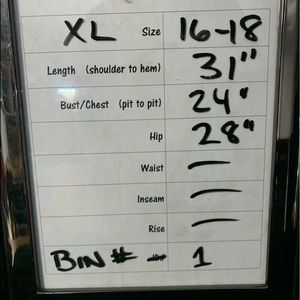 XL Size 16-18
Length (shoulder to hem) 31"
Bust/Chest (pit to pit) 24"
Hip 28"
Waist —
Inseam —
Rise —
BIN # 1